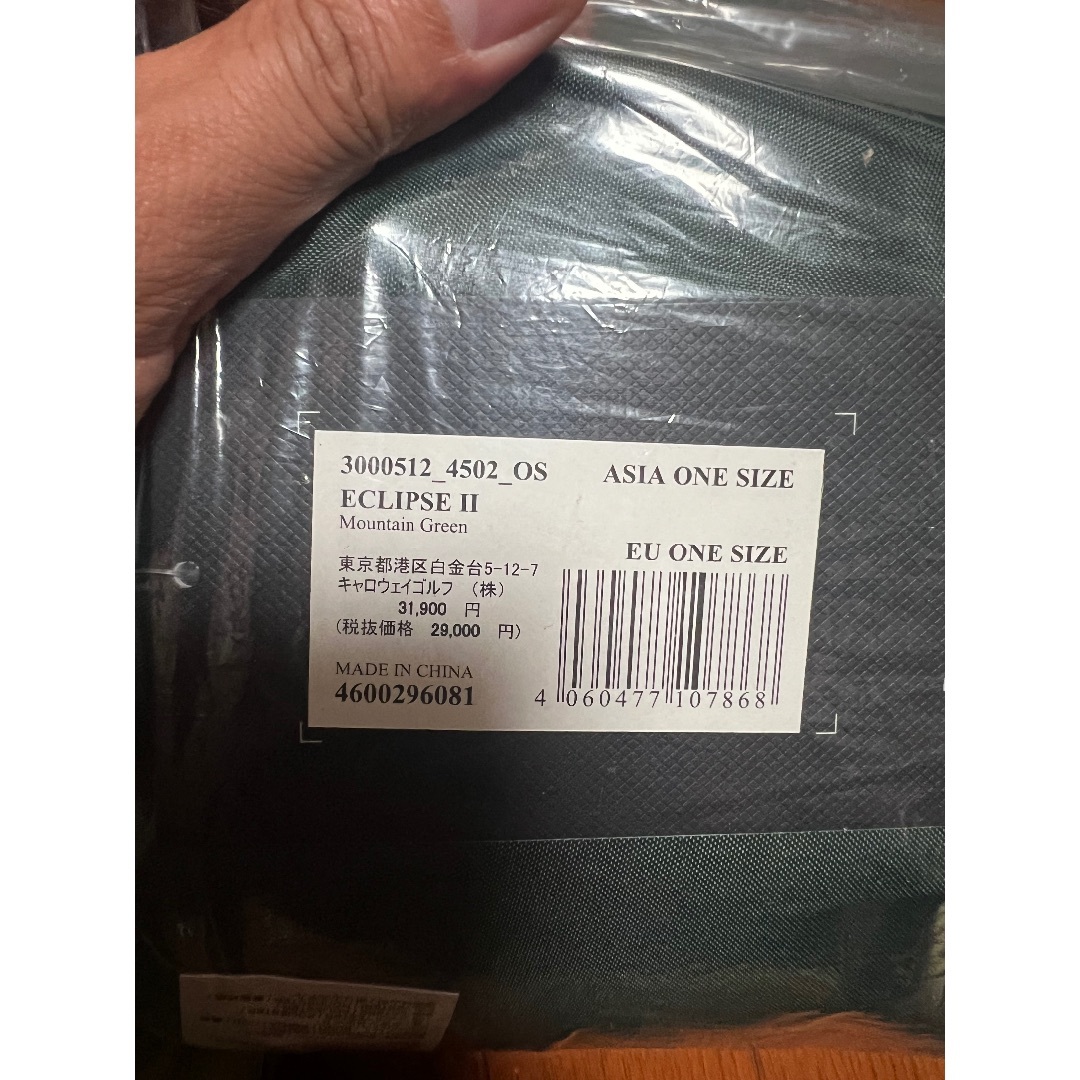 3000512_4502_OS
ASIA ONE SIZE
ECLIPSE II
Mountain Green
EU ONE SIZE
東京都港区白金台5-12-7
キャロウェイゴルフ （株）
31,900 円
(税抜価格 29,000 円)
MADE IN CHINA
4600296081
4 060477 107868